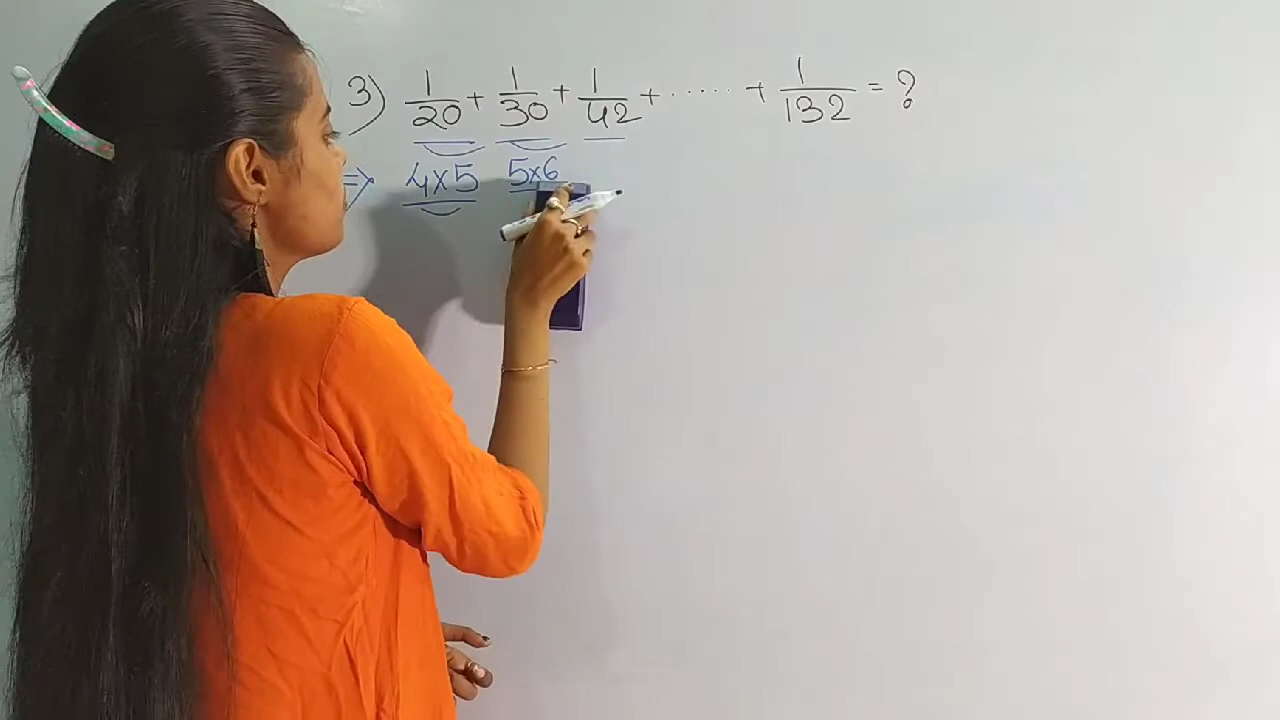 3) 1/20 + 1/30 + 1/42 + ..... + 1/132 = ?
=> 4x5 5x6